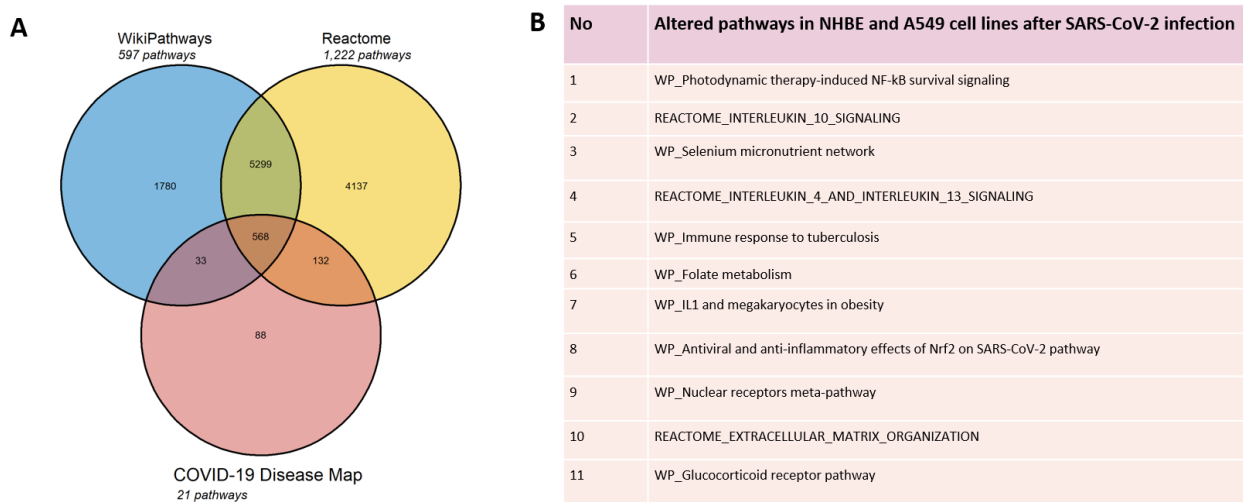 A
WikiPathways
597 pathways
Reactome
1,222 pathways
1780
5299
4137
568
33
132
88
COVID-19 Disease Map
21 pathways
B
No Altered pathways in NHBE and A549 cell lines after SARS-CoV-2 infection
1 WP_Photodynamic therapy-induced NF-kB survival signaling
2 REACTOME_INTERLEUKIN_10_SIGNALING
3 WP_Selenium micronutrient network
4 REACTOME_INTERLEUKIN_4_AND_INTERLEUKIN_13_SIGNALING
5 WP_Immune response to tuberculosis
6 WP_Folate metabolism
7 WP_IL1 and megakaryocytes in obesity
8 WP_Antiviral and anti-inflammatory effects of Nrf2 on SARS-CoV-2 pathway
9 WP_Nuclear receptors meta-pathway
10 REACTOME_EXTRACELLULAR_MATRIX_ORGANIZATION
11 WP_Glucocorticoid receptor pathway